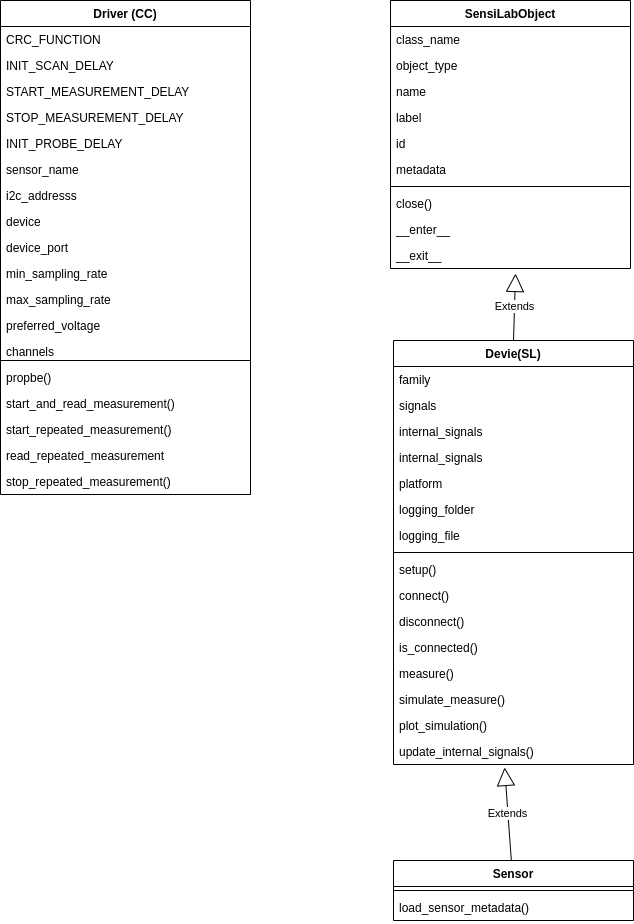 Driver (CC)
CRC_FUNCTION
INIT_SCAN_DELAY
START_MEASUREMENT_DELAY
STOP_MEASUREMENT_DELAY
INIT_PROBE_DELAY
sensor_name
i2c_addresss
device
device_port
min_sampling_rate
max_sampling_rate
preferred_voltage
channels
propbe()
start_and_read_measurement()
start_repeated_measurement()
read_repeated_measurement
stop_repeated_measurement()
SensiLabObject
class_name
object_type
name
label
id
metadata
close()
__enter__
__exit__
Extends
Devie(SL)
family
signals
internal_signals
internal_signals
platform
logging_folder
logging_file
setup()
connect()
disconnect()
is_connected()
measure()
simulate_measure()
plot_simulation()
update_internal_signals()
Extends
Sensor
load_sensor_metadata()